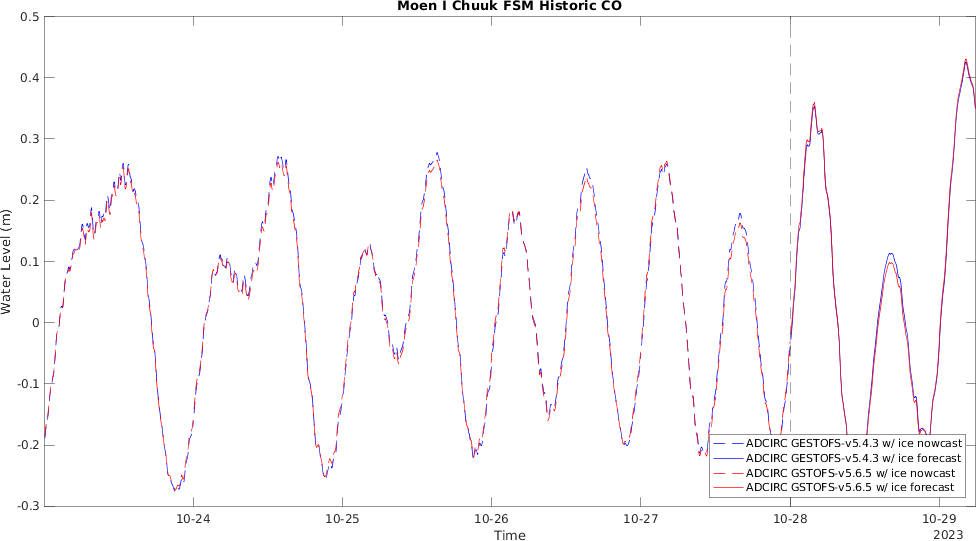 Moen I Chuuk FSM Historic CO
0.5
0.4
0.3
0.2
0.1
0
-0.1
-0.2
-0.3
Water Level (m)
10-24
10-25
10-26
10-27
10-28
10-29
Time
2023
ADCIRC GESTOFS-v5.4.3 w/ ice nowcast
ADCIRC GESTOFS-v5.4.3 w/ ice forecast
ADCIRC GSTOFS-v5.6.5 w/ ice nowcast
ADCIRC GSTOFS-v5.6.5 w/ ice forecast